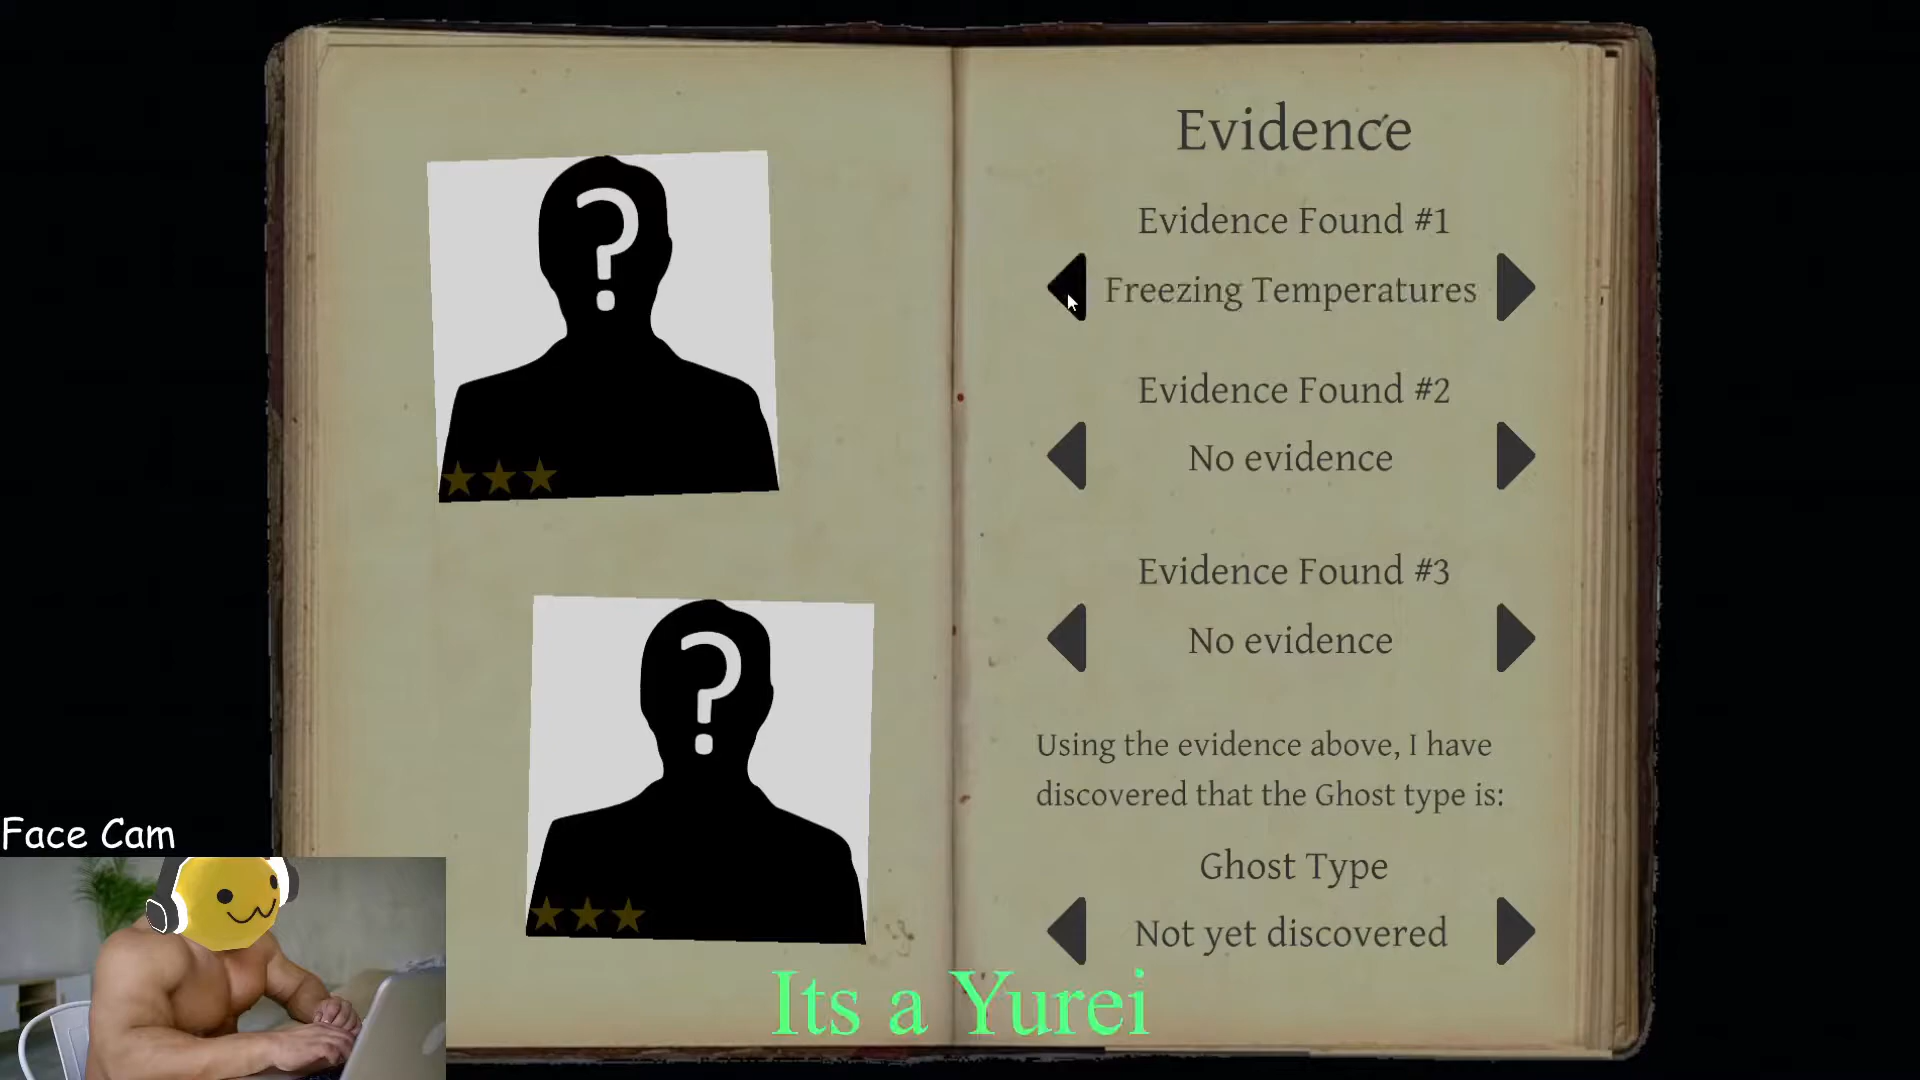 Evidence
Evidence Found #1
Freezing Temperatures
Evidence Found #2
No evidence
Evidence Found #3
No evidence
Using the evidence above, I have
discovered that the Ghost type is:
Ghost Type
Not yet discovered
Its a Yurei
Face Cam
?
?